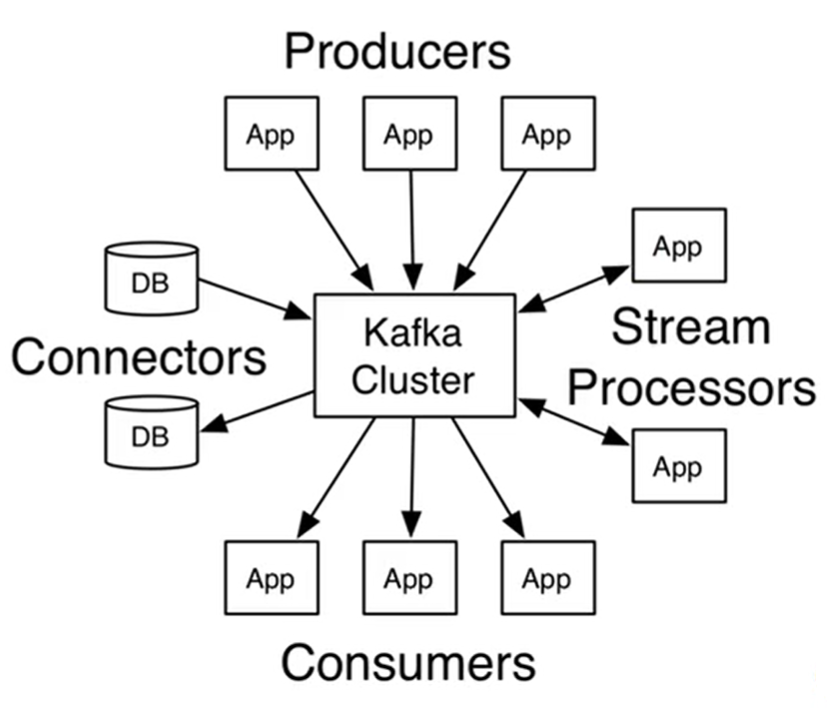 Producers
App
App
App
App
DB
Kafka
Cluster
Stream
Processors
Connectors
DB
App
App
App
App
Consumers